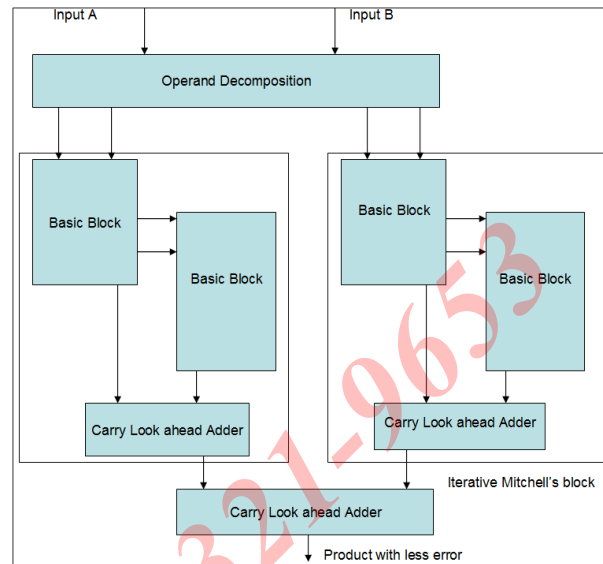 Input A
Input B
Operand Decomposition
Basic Block
Basic Block
Basic Block
Basic Block
Carry Look ahead Adder
Carry Look ahead Adder
Iterative Mitchell's block
Carry Look ahead Adder
Product with less error
321-9653